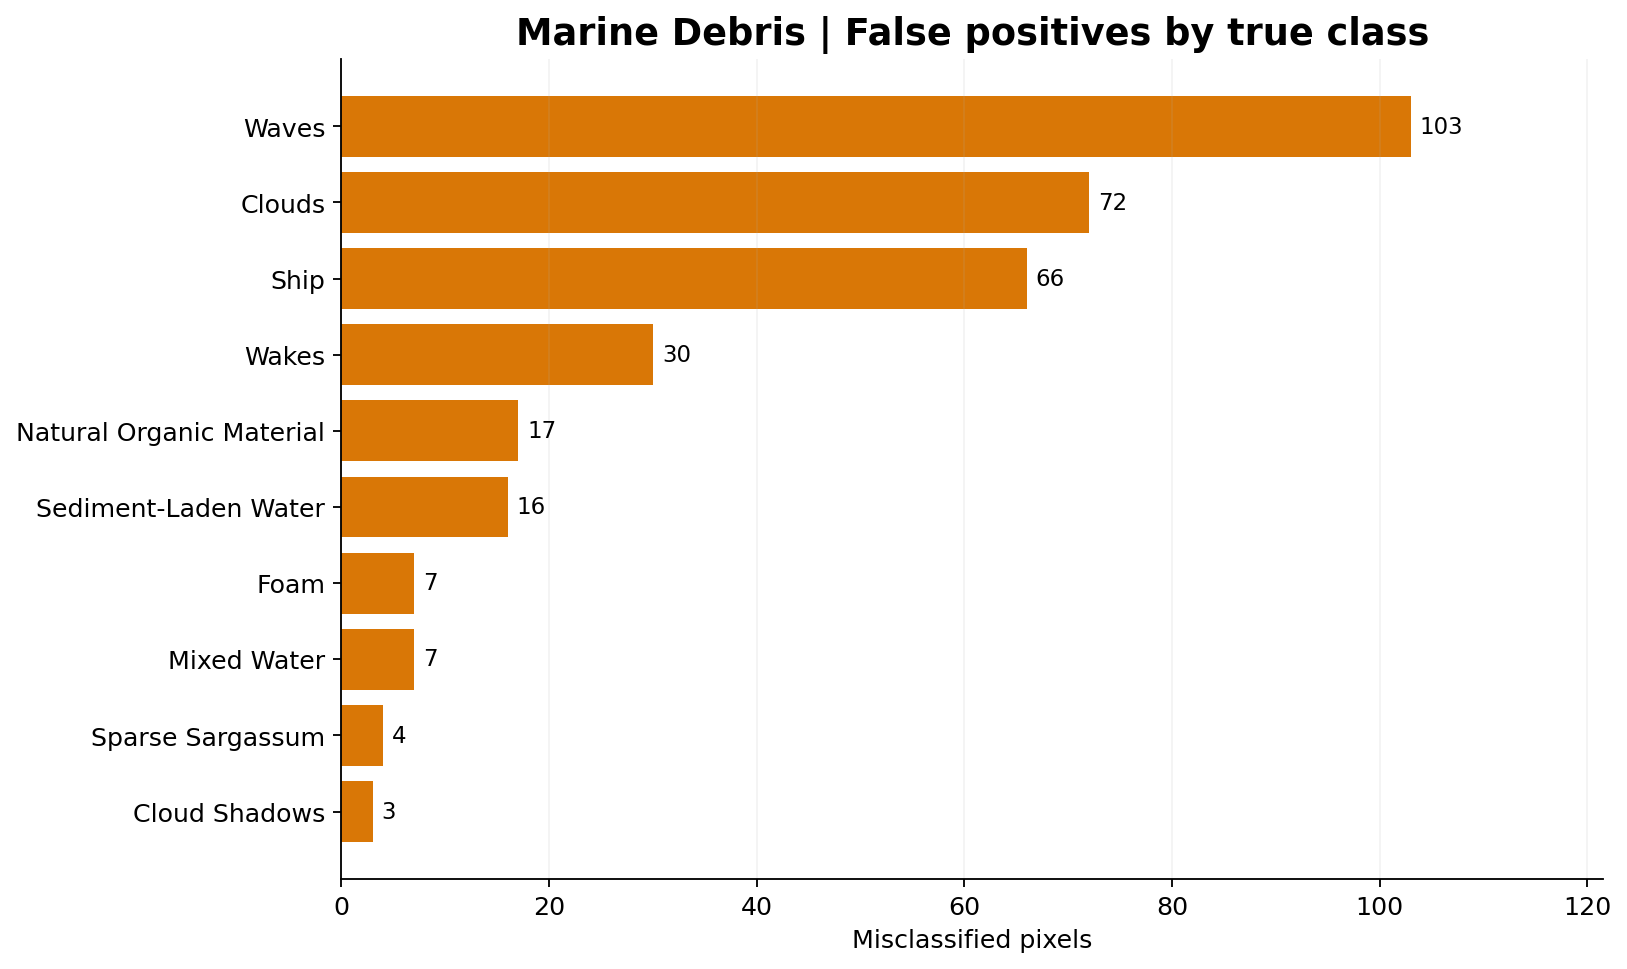 Marine Debris | False positives by true class
Waves 103
Clouds 72
Ship 66
Wakes 30
Natural Organic Material 17
Sediment-Laden Water 16
Foam 7
Mixed Water 7
Sparse Sargassum 4
Cloud Shadows 3
0 20 40 60 80 100 120
Misclassified pixels